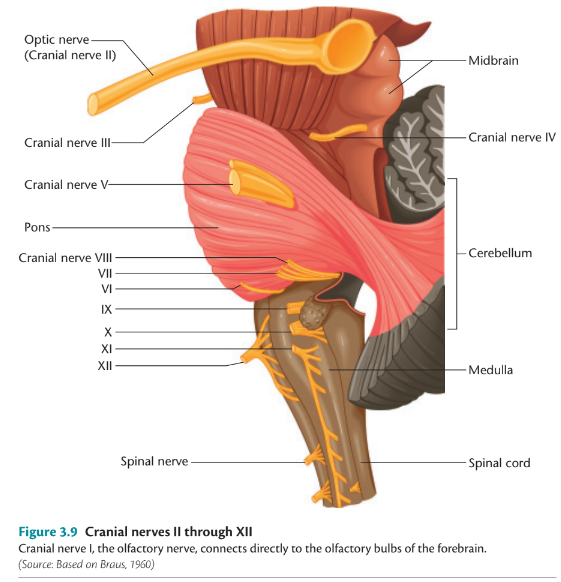 Optic nerve
(Cranial nerve II)
Midbrain
Cranial nerve III
Cranial nerve IV
Cranial nerve V
Pons
Cerebellum
Cranial nerve VIII
VII
VI
IX
X
XI
XII
Medulla
Spinal nerve
Spinal cord
Figure 3.9 Cranial nerves II through XII
Cranial nerve I, the olfactory nerve, connects directly to the olfactory bulbs of the forebrain.
(Source: Based on Braus, 1960)